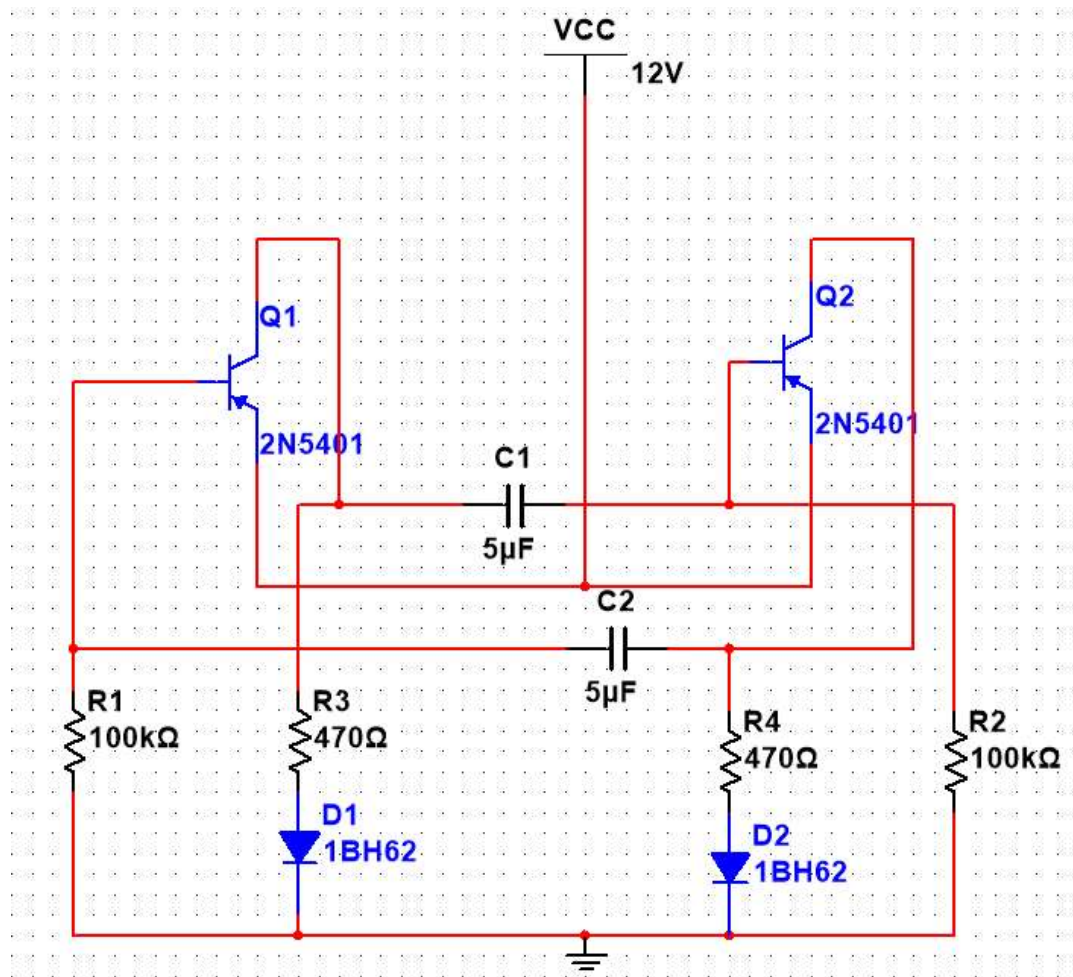 VCC
12V
Q1
2N5401
Q2
2N5401
C1
5µF
C2
5µF
R1
100kΩ
R3
470Ω
R4
470Ω
R2
100kΩ
D1
1BH62
D2
1BH62